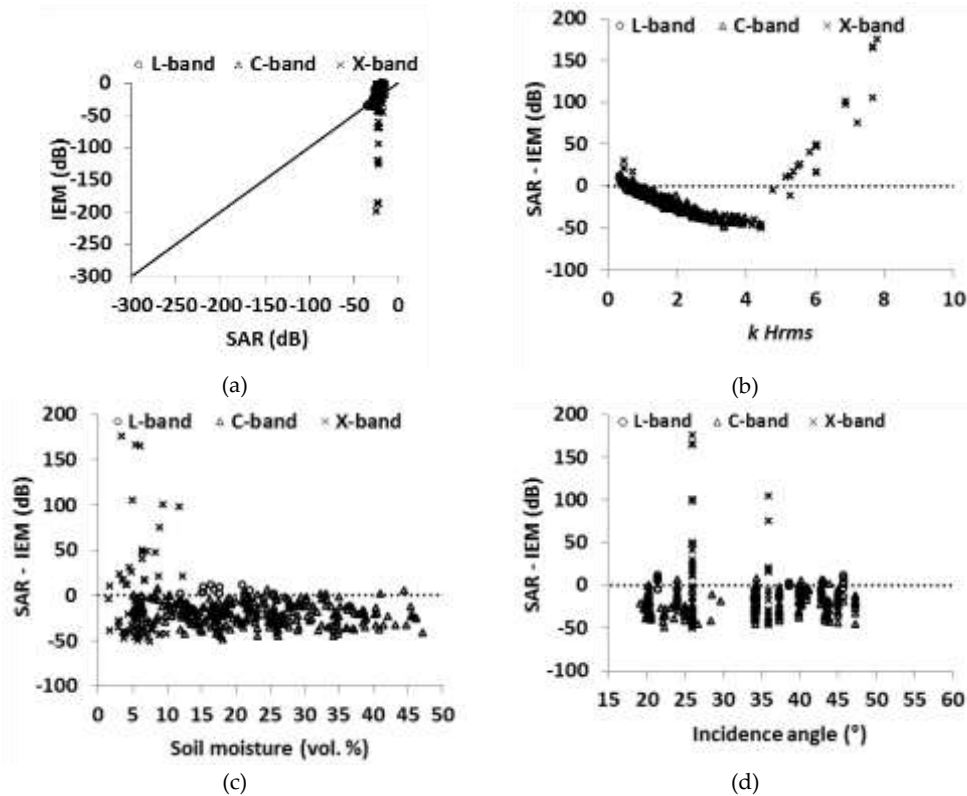 L-band C-band X-band
0
-50
-100
-150
-200
-250
-300
-300 -250 -200 -150 -100 -50 0
IEM (dB)
SAR (dB)
(a)
L-band C-band X-band
200
150
100
50
0
-50
-100
0 2 4 6 8 10
SAR - IEM (dB)
k Hrms
(b)
L-band C-band X-band
200
150
100
50
0
-50
-100
0 5 10 15 20 25 30 35 40 45 50
SAR - IEM (dB)
Soil moisture (vol. %)
(c)
L-band C-band X-band
200
150
100
50
0
-50
-100
15 20 25 30 35 40 45 50 55 60
SAR - IEM (dB)
Incidence angle (°)
(d)